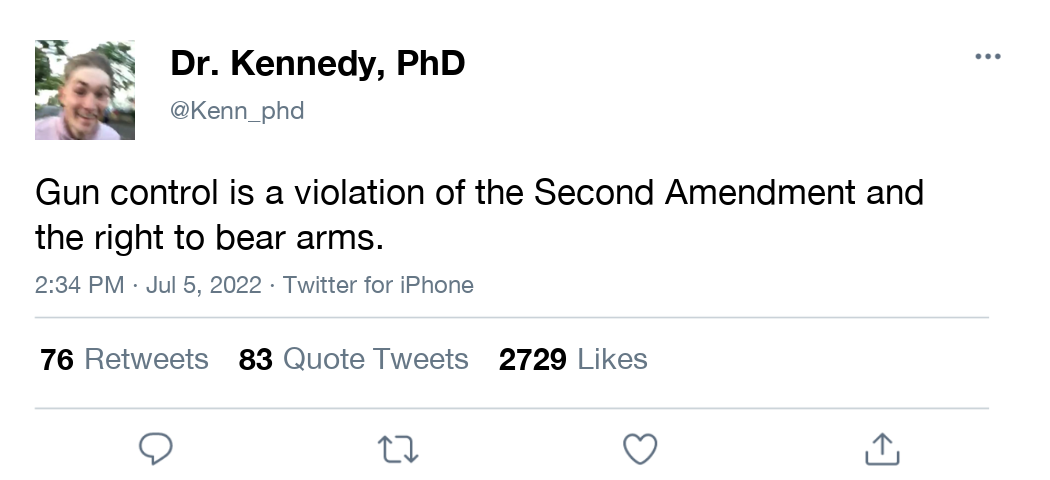 Dr. Kennedy, PhD
@Kenn_phd
Gun control is a violation of the Second Amendment and
the right to bear arms.
2:34 PM · Jul 5, 2022 · Twitter for iPhone
76 Retweets 83 Quote Tweets 2729 Likes